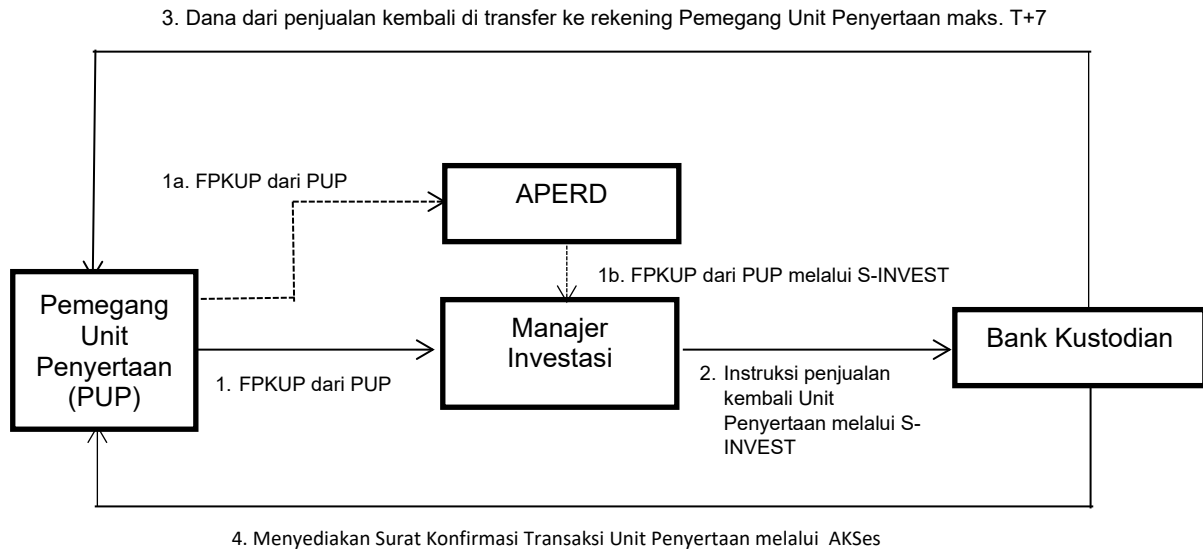 3. Dana dari penjualan kembali di transfer ke rekening Pemegang Unit Penyertaan maks. T+7
1a. FPKUP dari PUP
APERD
1b. FPKUP dari PUP melalui S-INVEST
Pemegang
Unit
Penyertaan
(PUP)
Manajer
Investasi
Bank Kustodian
1. FPKUP dari PUP
2. Instruksi penjualan
kembali Unit
Penyertaan melalui S-
INVEST
4. Menyediakan Surat Konfirmasi Transaksi Unit Penyertaan melalui AKSes